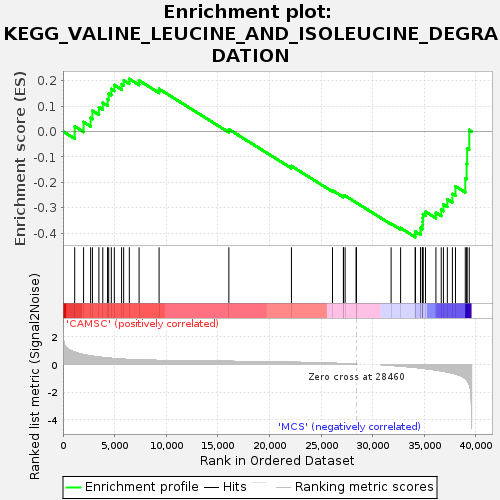 Enrichment plot:
KEGG_VALINE_LEUCINE_AND_ISOLEUCINE_DEGRA
DATION
Enrichment score (ES)
0.2
0.1
0.0
-0.1
-0.2
-0.3
-0.4
'CAMSC' (positively correlated)
Ranked list metric (Signal2Noise)
2
0
-2
-4
Zero cross at 28460
'MCS' (negatively correlated)
0
5,000
10,000
15,000
20,000
25,000
30,000
35,000
40,000
Rank in Ordered Dataset
Enrichment profile
Hits
Ranking metric scores